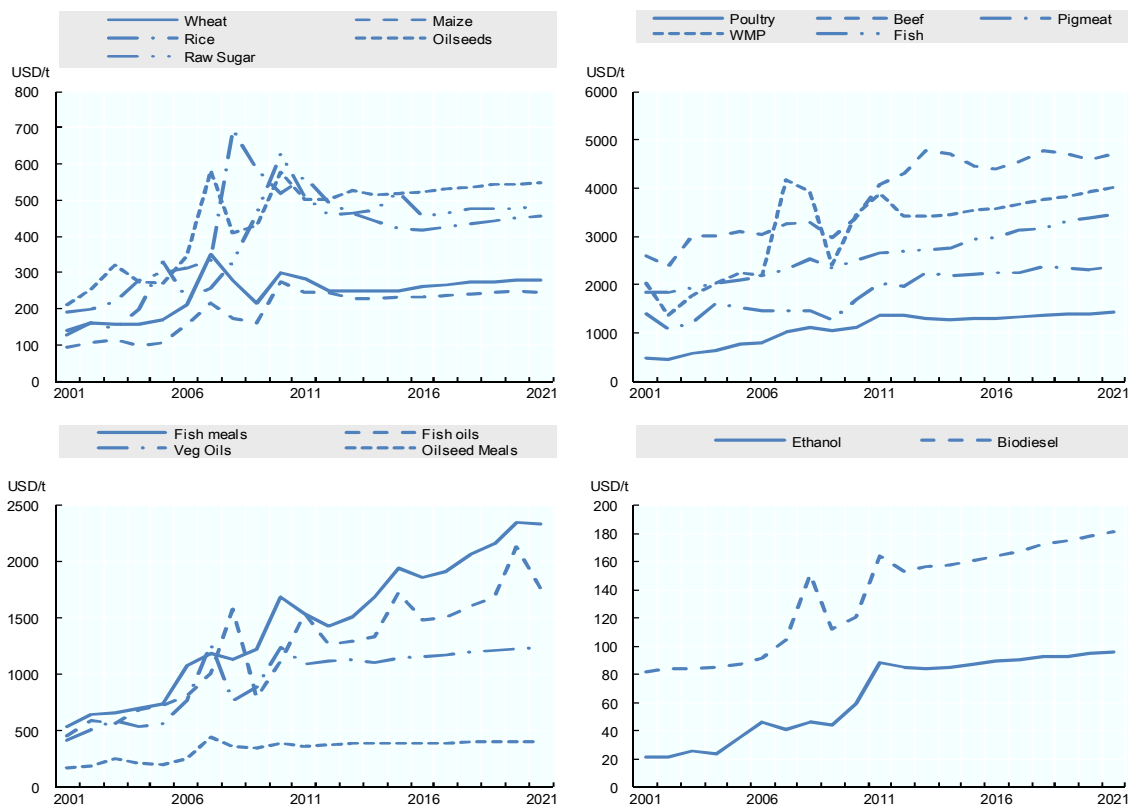 Wheat Maize
Rice Oilseeds
Raw Sugar
USD/t
800
700
600
500
400
300
200
100
0
2001 2006 2011 2016 2021
Poultry Beef Pigmeat
WMP Fish
USD/t
6000
5000
4000
3000
2000
1000
0
2001 2006 2011 2016 2021
Fish meals Fish oils
Veg Oils Oilseed Meals
USD/t
2500
2000
1500
1000
500
0
2001 2006 2011 2016 2021
Ethanol Biodiesel
USD/t
200
180
160
140
120
100
80
60
40
20
0
2001 2006 2011 2016 2021